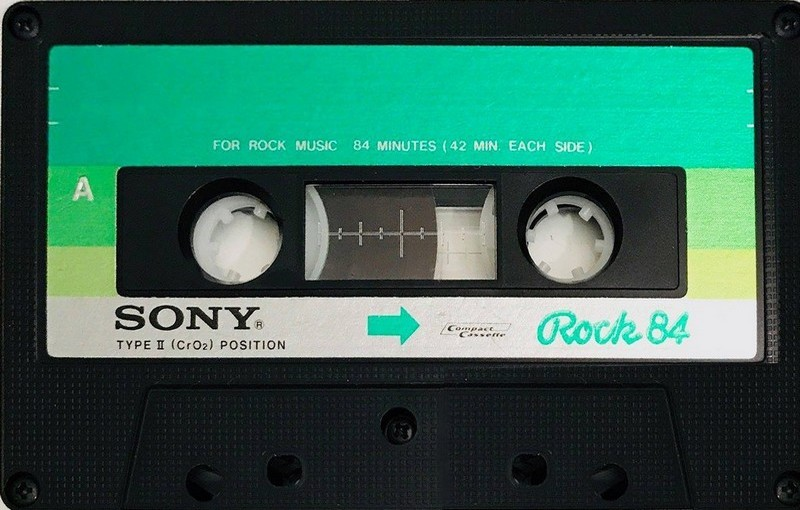 FOR ROCK MUSIC 84 MINUTES (42 MIN. EACH SIDE)
A
SONY®
TYPE II (CrO₂) POSITION
Compact
Cassette
Rock 84